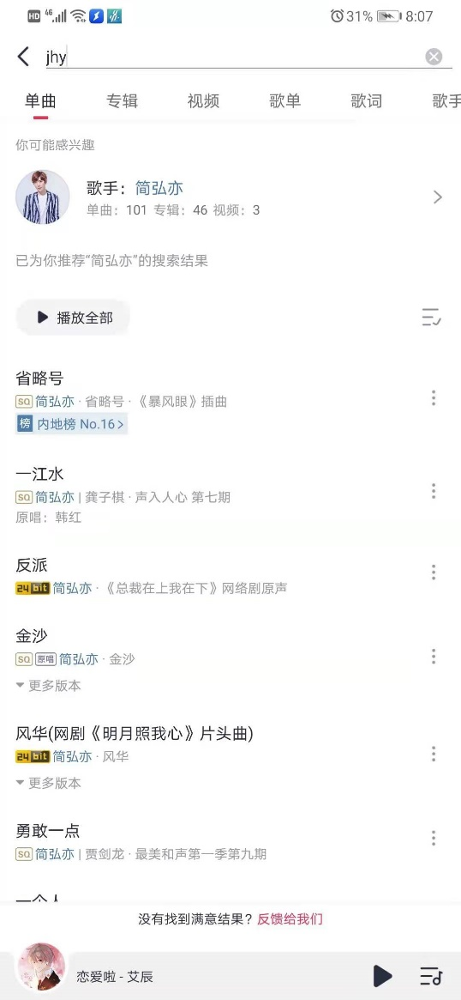 HD 4G 31% 8:07
jhy
单曲 专辑 视频 歌单 歌词 歌手
你可能感兴趣
歌手：简弘亦
单曲：101 专辑：46 视频：3
已为你推荐“简弘亦”的搜索结果
播放全部
省略号
SQ 简弘亦 · 省略号 · 《暴风眼》插曲
榜 内地榜 No.16 >
一江水
SQ 简弘亦 | 龚子棋 · 声入人心 第七期
原唱：韩红
反派
24bit 简弘亦 · 《总裁在上我在下》网络剧原声
金沙
SQ 原唱 简弘亦 · 金沙
更多版本
风华(网剧《明月照我心》片头曲)
24bit 简弘亦 · 风华
更多版本
勇敢一点
SQ 简弘亦 | 贾剑龙 · 最美和声第一季第九期
一个人
没有找到满意结果？反馈给我们
恋爱啦 - 艾辰